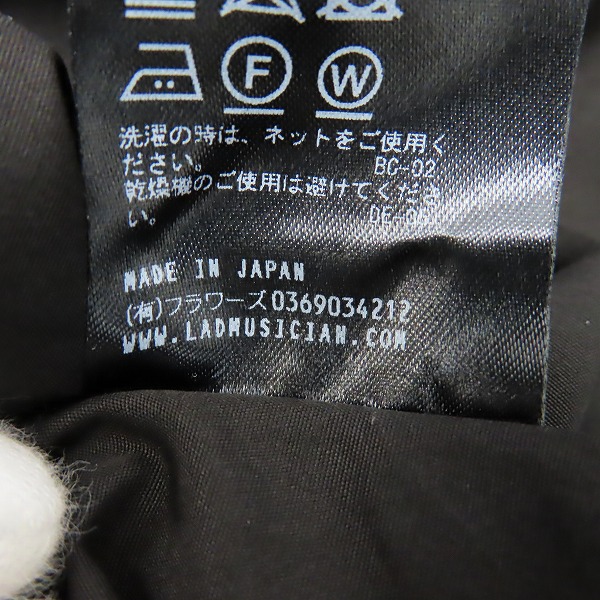 F W
洗濯の時は、ネットをご使用く
ださい。 BG-02
乾燥機のご使用は避けてくださ
い。
MADE IN JAPAN
(有)フラワーズ0369034212
WWW.LADMUSICIAN.COM